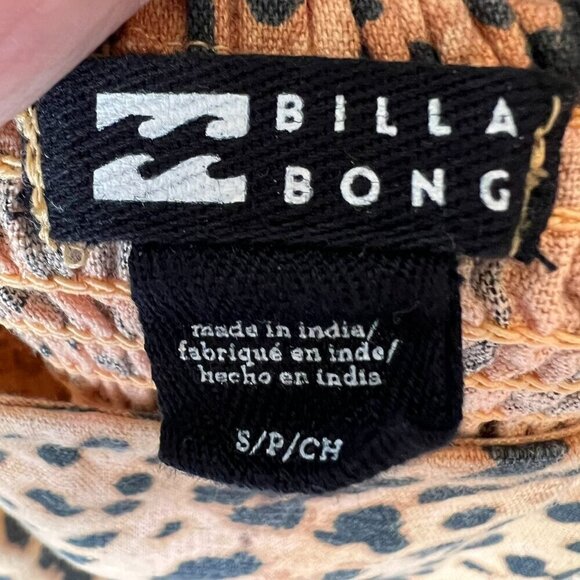 BILLA
BONG
made in india/
fabriqué en inde/
hecho en india
S/P/CH